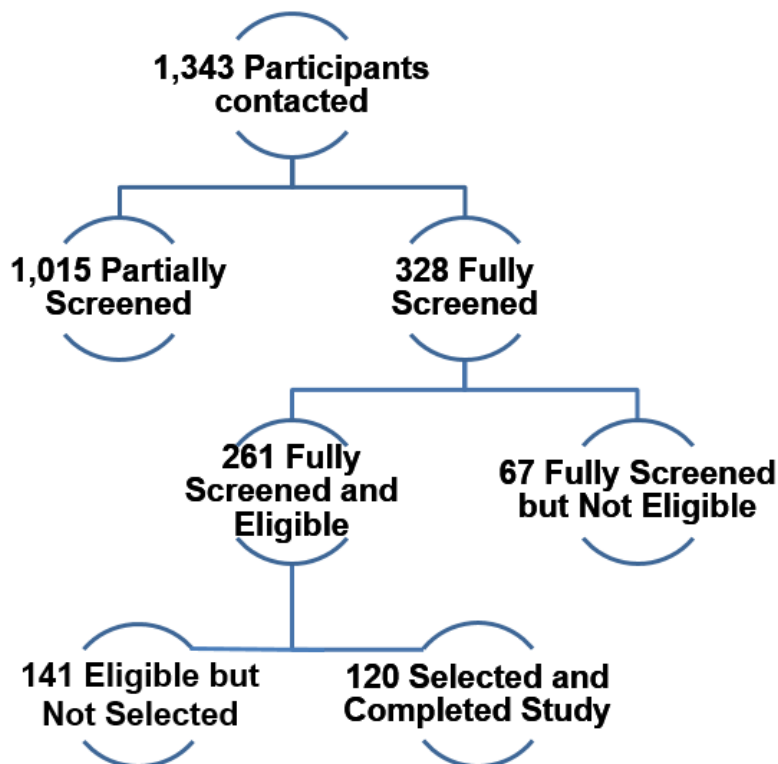 1,343 Participants
contacted
1,015 Partially
Screened
328 Fully
Screened
261 Fully
Screened and
Eligible
67 Fully Screened
but Not Eligible
141 Eligible but
Not Selected
120 Selected and
Completed Study